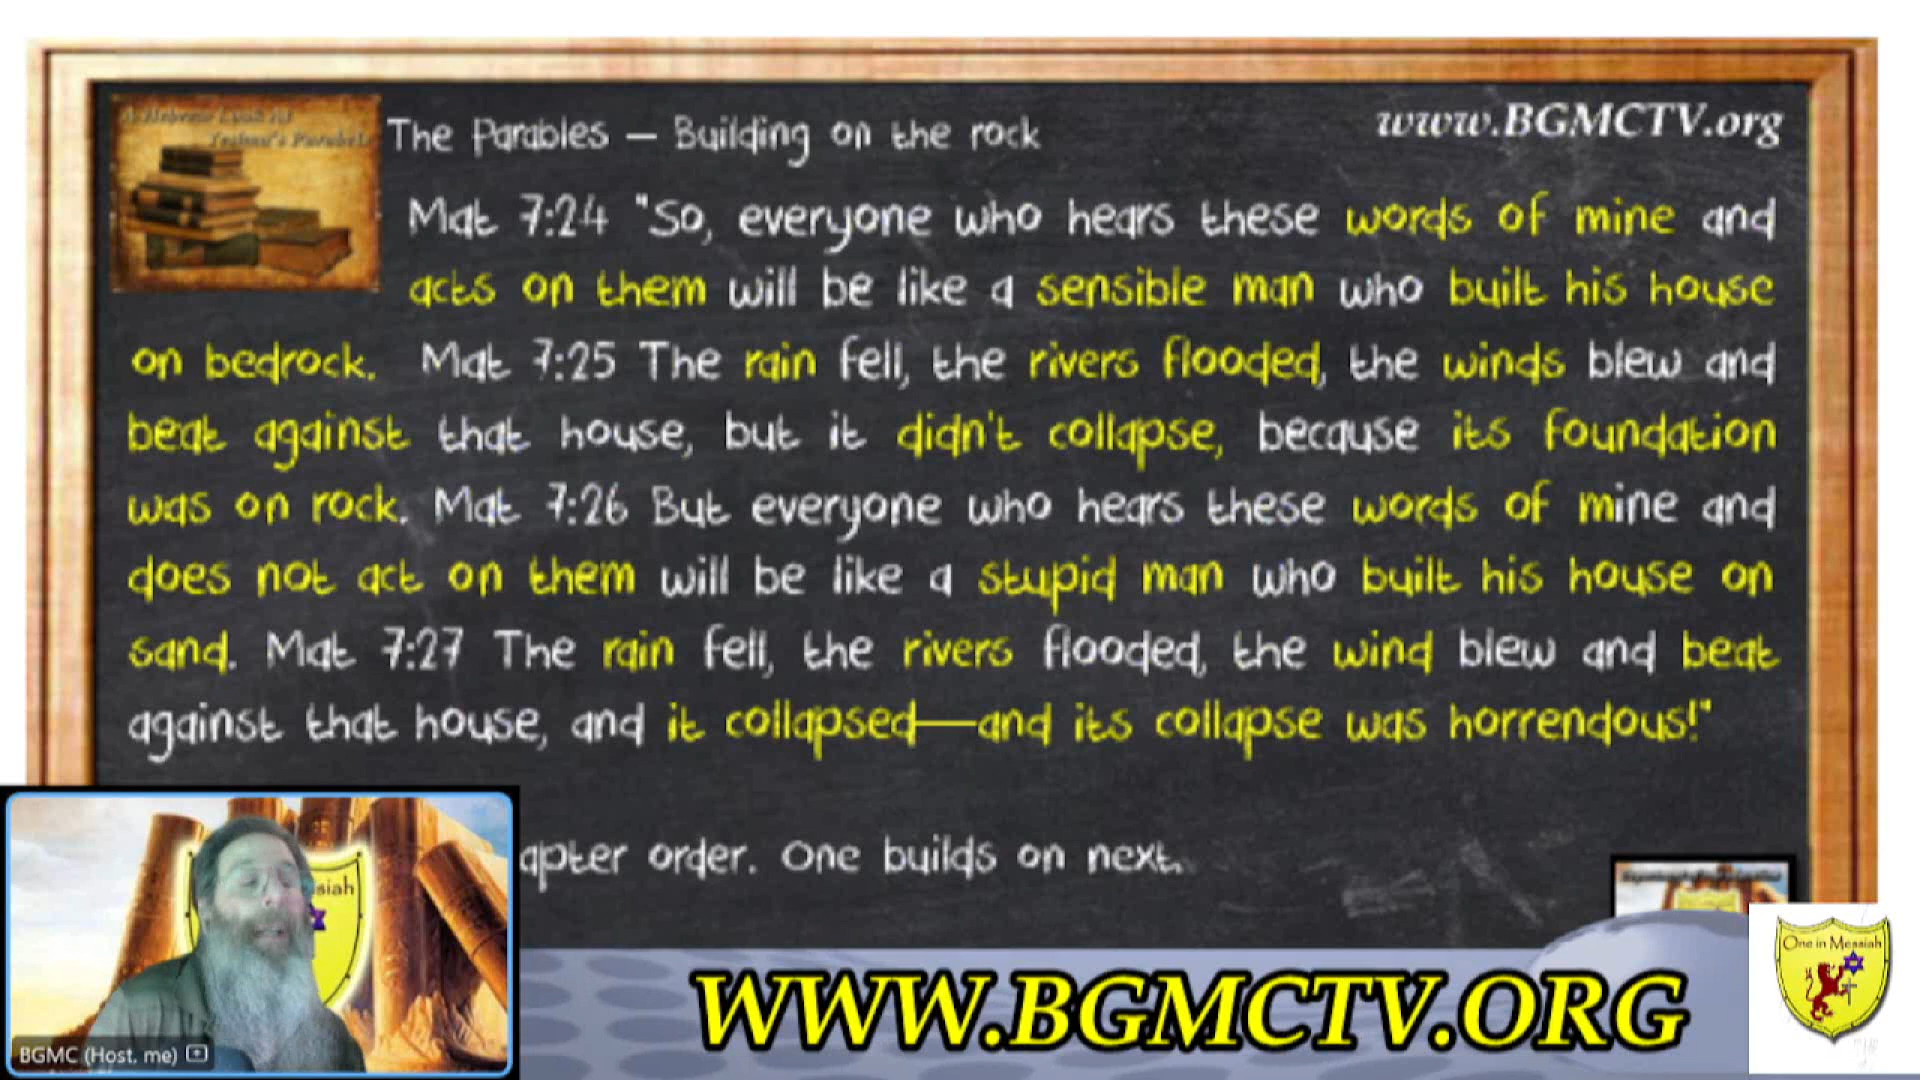 A Hebrew Look At
Yeshua's Parabels
The Parables – Building on the rock
www.BGMCTV.org
Mat 7:24 "So, everyone who hears these words of mine and
acts on them will be like a sensible man who built his house
on bedrock. Mat 7:25 The rain fell, the rivers flooded, the winds blew and
beat against that house, but it didn't collapse, because its foundation
was on rock. Mat 7:26 But everyone who hears these words of mine and
does not act on them will be like a stupid man who built his house on
sand. Mat 7:27 The rain fell, the rivers flooded, the wind blew and beat
against that house, and it collapsed—and its collapse was horrendous!"
apter order. One builds on next.
siah
BGMC (Host, me)
WWW.BGMCTV.ORG
One in Messiah